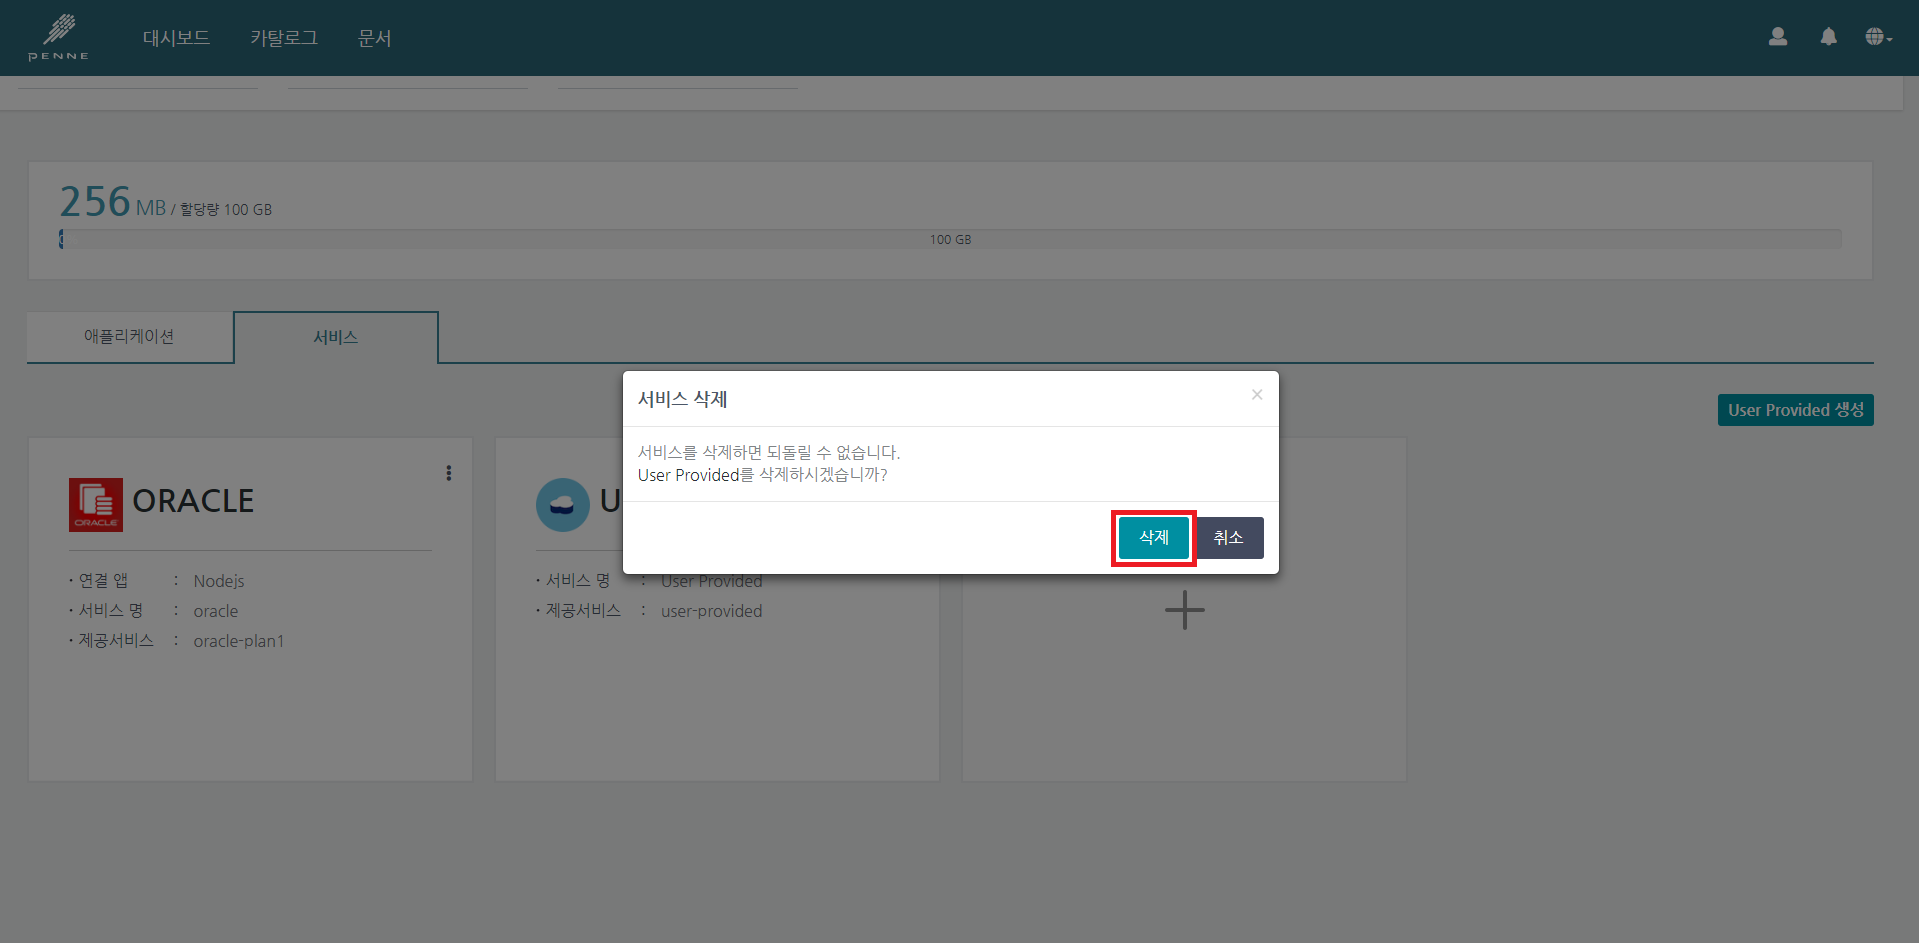 PENNE
대시보드
카탈로그
문서
256 MB / 할당량 100 GB
100 GB
애플리케이션
서비스
서비스 삭제
×
서비스를 삭제하면 되돌릴 수 없습니다.
User Provided를 삭제하시겠습니까?
삭제
취소
User Provided 생성
ORACLE
ORACLE
· 연결 앱 : Nodejs
· 서비스 명 : oracle
· 제공서비스 : oracle-plan1
U
· 서비스 명 : User Provided
· 제공서비스 : user-provided